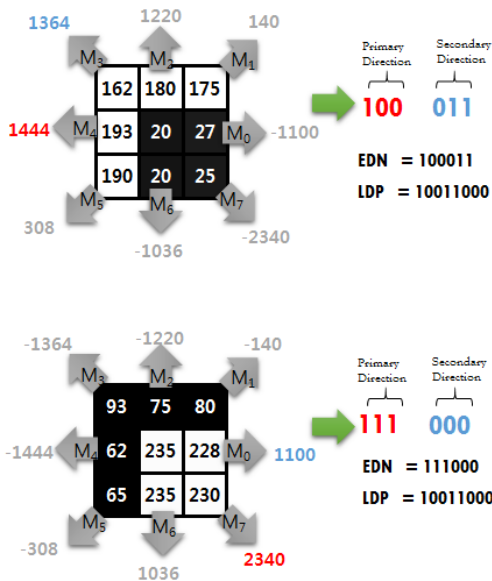 1364 1220 140
M3 M2 M1
162 180 175
1444 M4 193 20 27 M0 -1100
190 20 25
M5 M6 M7
308 -1036 -2340
Primary Direction
Secondary Direction
100 011
EDN = 100011
LDP = 10011000
-1364 -1220 -140
M3 M2 M1
93 75 80
-1444 M4 62 235 228 M0 1100
65 235 230
M5 M6 M7
-308 1036 2340
Primary Direction
Secondary Direction
111 000
EDN = 111000
LDP = 10011000